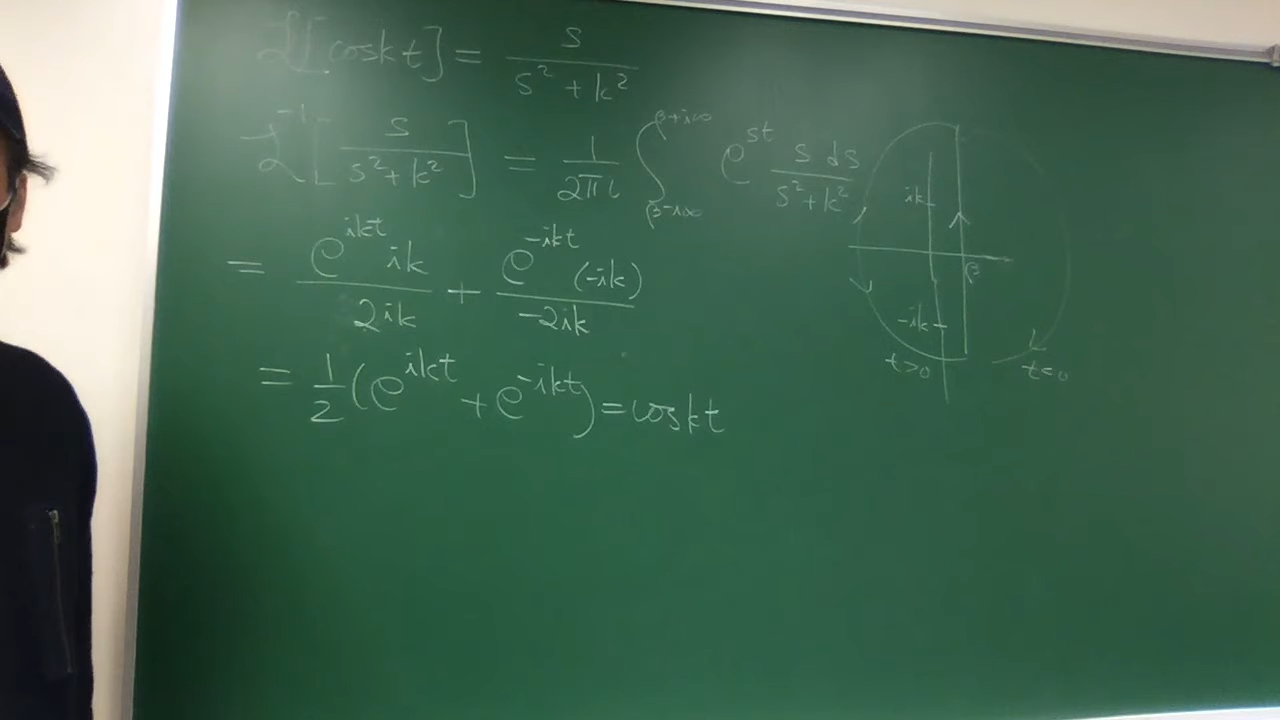 ℒ[cos kt] = s / (s² + k²)
ℒ⁻¹[s / (s² + k²)] = 1/(2πi) ∫_{β-i∞}^{β+i∞} e^{st} s ds / (s² + k²)
= e^{ikt} ik / 2ik + e^{-ikt} (-ik) / -2ik
= 1/2 (e^{ikt} + e^{-ikt}) = cos kt
ik
β
-ik
t>0
t<0